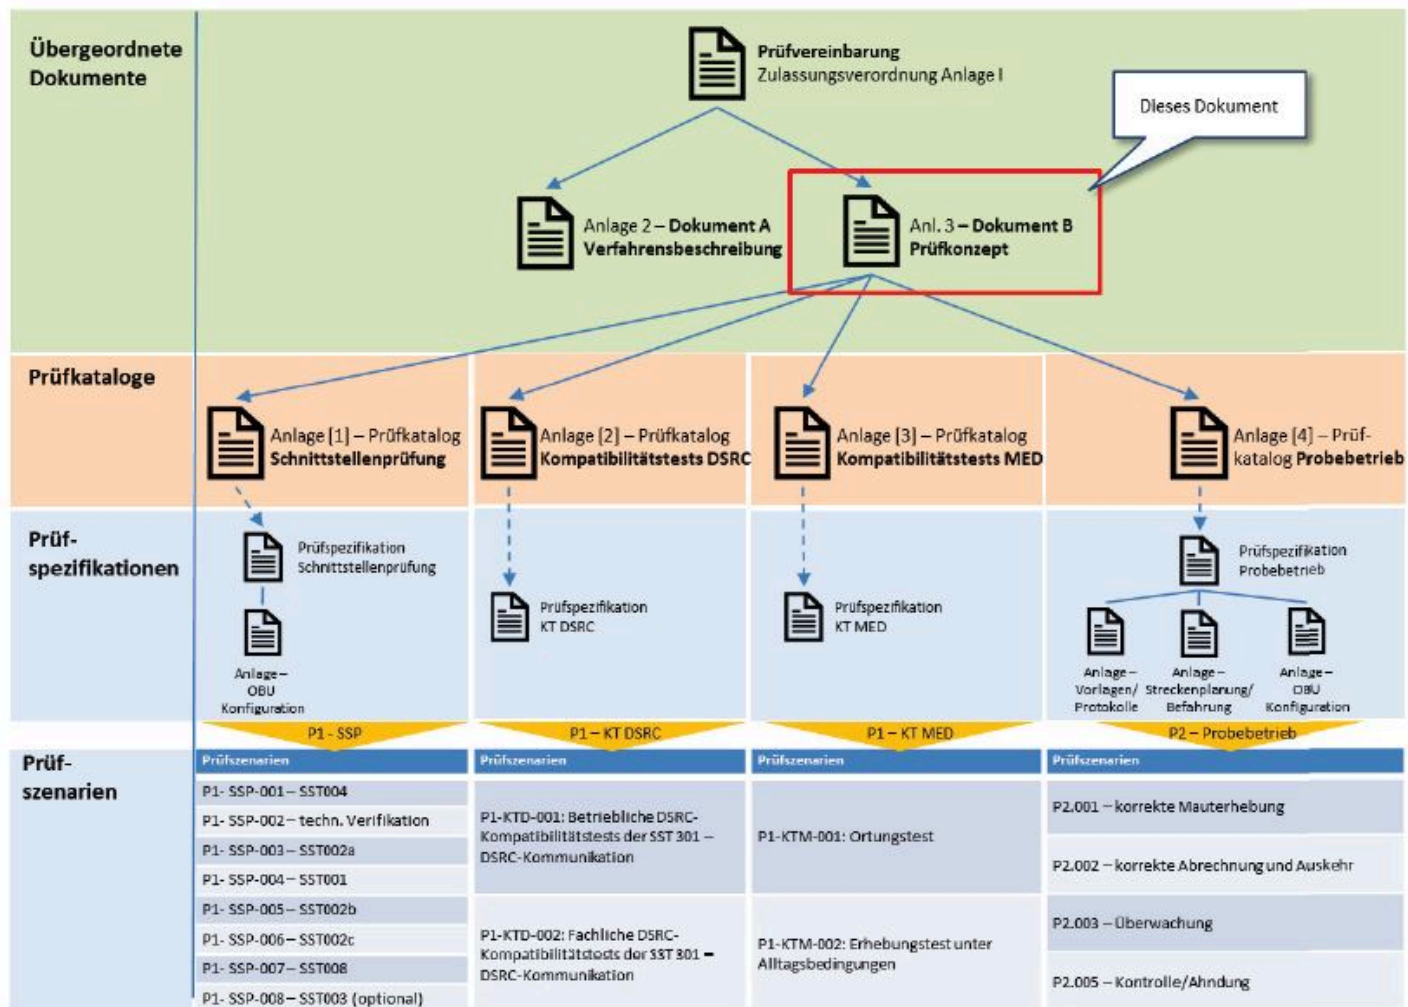 Übergeordnete
Dokumente
Prüfvereinbarung
Zulassungsverordnung Anlage I
Dieses Dokument
Anlage 2 – Dokument A
Verfahrensbeschreibung
Anl. 3 – Dokument B
Prüfkonzept
Prüfkataloge
Anlage [1] – Prüfkatalog
Schnittstellenprüfung
Anlage [2] – Prüfkatalog
Kompatibilitätstests DSRC
Anlage [3] – Prüfkatalog
Kompatibilitätstests MED
Anlage [4] – Prüf-
katalog Probebetrieb
Prüf-
spezifikationen
Prüfspezifikation
Schnittstellenprüfung
Anlage –
OBU
Konfiguration
Prüfspezifikation
KT DSRC
Prüfspezifikation
KT MED
Prüfspezifikation
Probebetrieb
Anlage –
Vorlagen/
Protokolle
Anlage –
Streckenplanung/
Befahrung
Anlage –
OBU
Konfiguration
P1 - SSP
P1 – KT DSRC
P1 – KT MED
P2 – Probebetrieb
Prüf-
szenarien
Prüfszenarien
P1- SSP-001 – SST004
P1- SSP-002 – techn. Verifikation
P1- SSP-003 – SST002a
P1- SSP-004 – SST001
P1- SSP-005 – SST002b
P1- SSP-006 – SST002c
P1- SSP-007 – SST008
P1- SSP-008 – SST003 (optional)
Prüfszenarien
P1-KTD-001: Betriebliche DSRC-
Kompatibilitätstests der SST 301 –
DSRC-Kommunikation
P1-KTD-002: Fachliche DSRC-
Kompatibilitätstests der SST 301 –
DSRC-Kommunikation
Prüfszenarien
P1-KTM-001: Ortungstest
P1-KTM-002: Erhebungstest unter
Alltagsbedingungen
Prüfszenarien
P2.001 – korrekte Mauterhebung
P2.002 – korrekte Abrechnung und Auskehr
P2.003 – Überwachung
P2.005 – Kontrolle/Ahndung